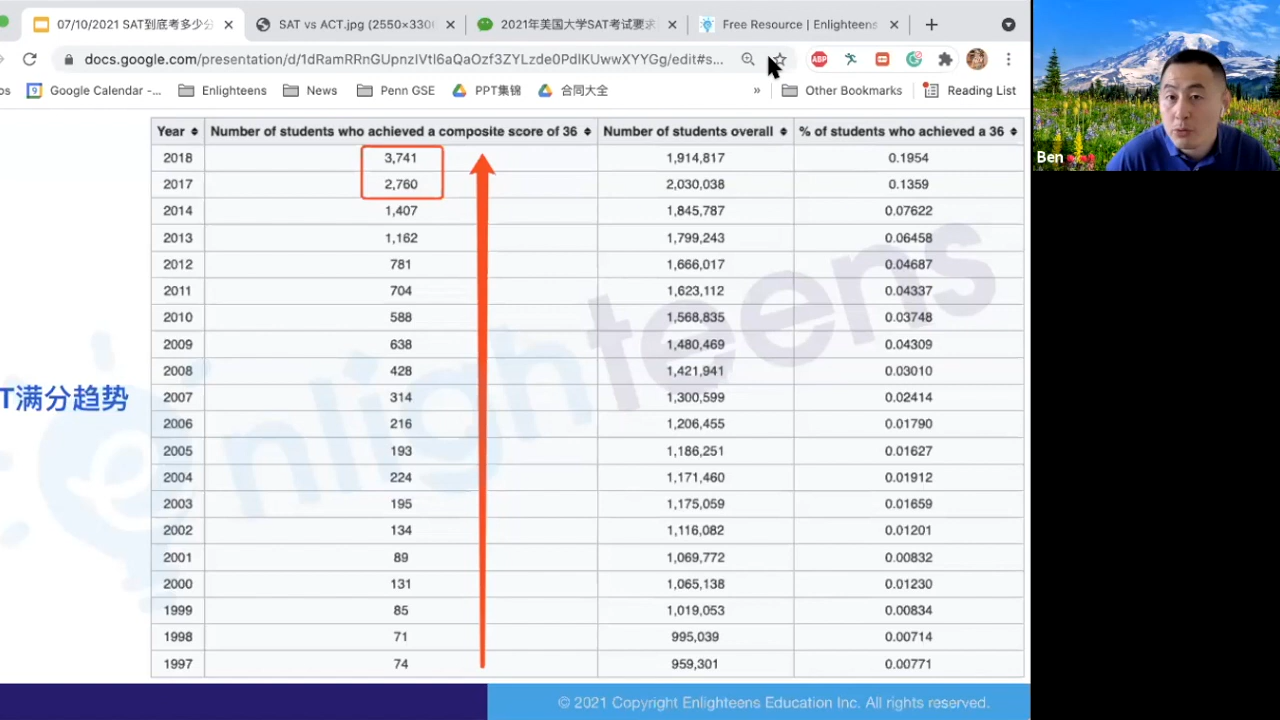 07/10/2021 SAT到底考多少分
SAT vs ACT.jpg (2550×330
2021年美国大学SAT考试要求
Free Resource | Enlighteens
docs.google.com/presentation/d/1dRamRRnGUpnzIVtl6aQaOzf3ZYLzde0PdlKUwwXYYGg/edit#s...
ABP
os
9
Google Calendar -...
Enlighteens
News
Penn GSE
PPT集锦
合同大全
»
Other Bookmarks
Reading List
Year Number of students who achieved a composite score of 36 Number of students overall % of students who achieved a 36
2018 3,741 1,914,817 0.1954
2017 2,760 2,030,038 0.1359
2014 1,407 1,845,787 0.07622
2013 1,162 1,799,243 0.06458
2012 781 1,666,017 0.04687
2011 704 1,623,112 0.04337
2010 588 1,568,835 0.03748
2009 638 1,480,469 0.04309
2008 428 1,421,941 0.03010
2007 314 1,300,599 0.02414
2006 216 1,206,455 0.01790
2005 193 1,186,251 0.01627
2004 224 1,171,460 0.01912
2003 195 1,175,059 0.01659
2002 134 1,116,082 0.01201
2001 89 1,069,772 0.00832
2000 131 1,065,138 0.01230
1999 85 1,019,053 0.00834
1998 71 995,039 0.00714
1997 74 959,301 0.00771
T满分趋势
enlighteens
© 2021 Copyright Enlighteens Education Inc. All rights reserved.
Ben